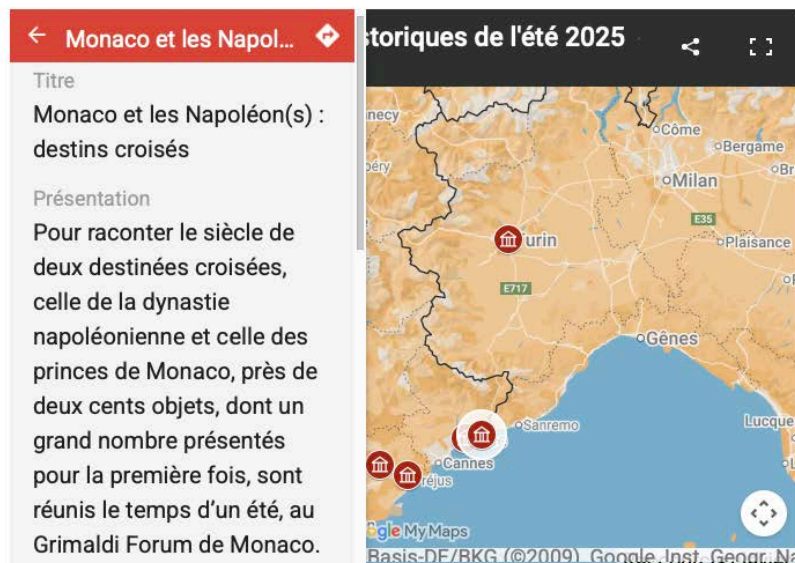 Monaco et les Napol...
Titre
Monaco et les Napoléon(s) :
destins croisés
Présentation
Pour raconter le siècle de
deux destinées croisées,
celle de la dynastie
napoléonienne et celle des
princes de Monaco, près de
deux cents objets, dont un
grand nombre présentés
pour la première fois, sont
réunis le temps d’un été, au
Grimaldi Forum de Monaco.
storiques de l'été 2025
necy
Côme
Bergame
Milan
E35
urin
Plaisance
E717
Gênes
Sanremo
Lucque
Cannes
réjus
gle My Maps
Basis-DE/BKG (©2009), Google, Inst. Geogr. Na